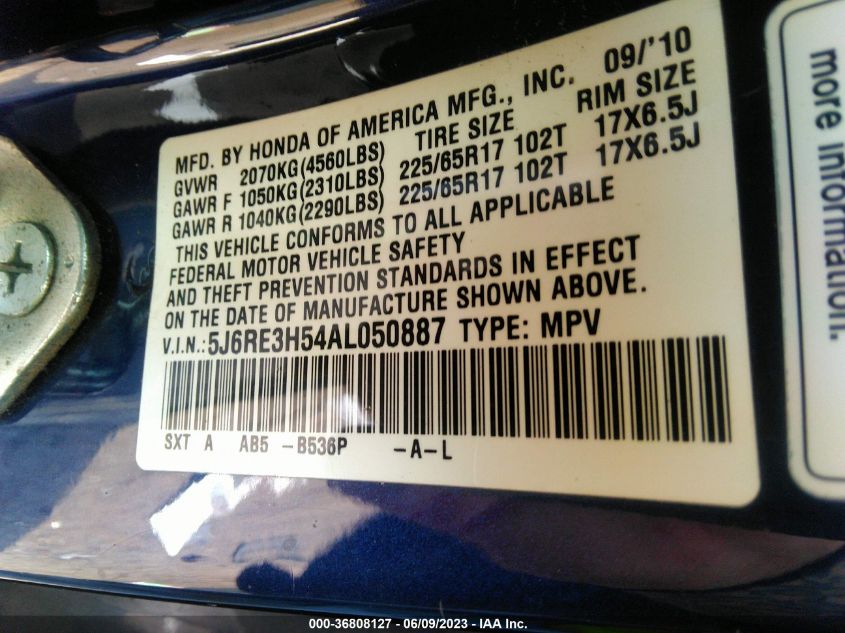 MFD. BY HONDA OF AMERICA MFG., INC. 09/'10
GVWR 2070KG(4560LBS) TIRE SIZE RIM SIZE
GAWR F 1050KG(2310LBS) 225/65R17 102T 17X6.5J
GAWR R 1040KG(2290LBS) 225/65R17 102T 17X6.5J
THIS VEHICLE CONFORMS TO ALL APPLICABLE
FEDERAL MOTOR VEHICLE SAFETY
AND THEFT PREVENTION STANDARDS IN EFFECT
ON THE DATE OF MANUFACTURE SHOWN ABOVE.
V.I.N.:5J6RE3H54AL050887 TYPE: MPV
SXT A AB5 -B536P -A-L
more information.
000-36808127 - 06/09/2023 - IAA Inc.